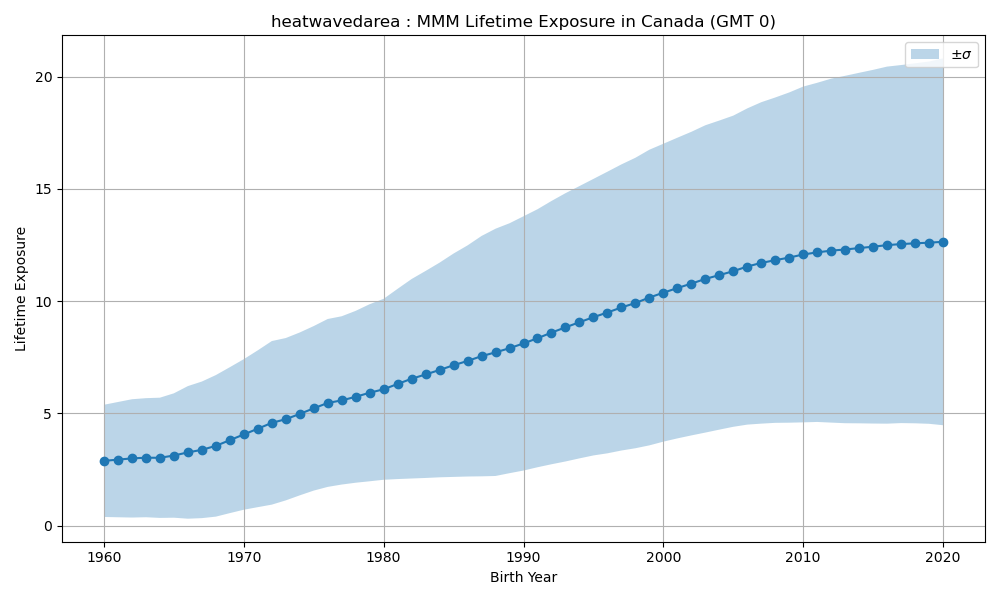 heatwavedarea : MMM Lifetime Exposure in Canada (GMT 0)
±σ
Lifetime Exposure
20
15
10
5
0
1960 1970 1980 1990 2000 2010 2020
Birth Year